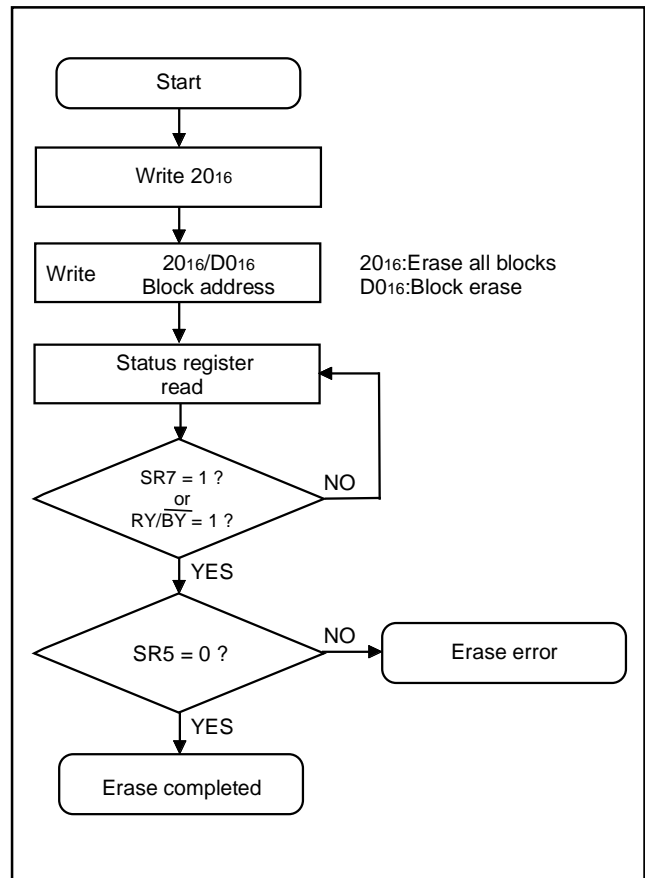 Start
Write 2016
Write 2016/D016
Block address
2016:Erase all blocks
D016:Block erase
Status register
read
SR7 = 1 ?
or
RY/B̅Y̅ = 1 ?
NO
YES
SR5 = 0 ?
NO
Erase error
YES
Erase completed